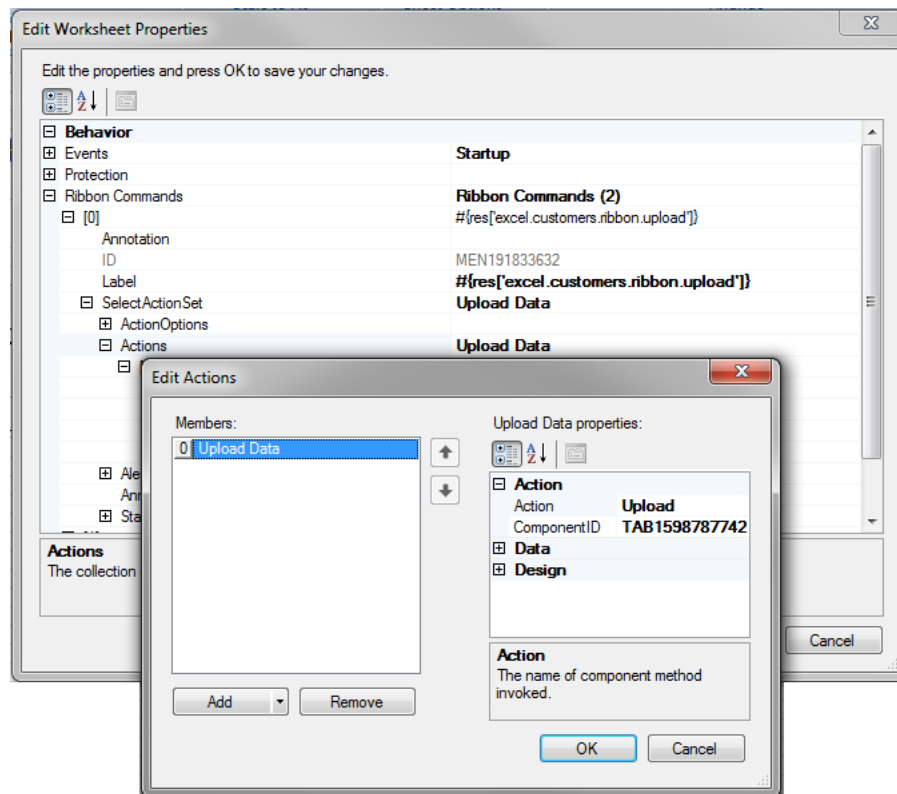 Edit Worksheet Properties
Edit the properties and press OK to save your changes.
Behavior
Events Startup
Protection
Ribbon Commands Ribbon Commands (2)
[0] #{res['excel.customers.ribbon.upload']}
Annotation
ID MEN191833632
Label #{res['excel.customers.ribbon.upload']}
SelectActionSet Upload Data
ActionOptions
Actions Upload Data
Edit Actions
Members:
0 Upload Data
Upload Data properties:
Action
Action Upload
ComponentID TAB1598787742
Data
Design
Action
The name of component method
invoked.
Add Remove
OK Cancel
Ale
Sta
Actions
The collection
Cancel